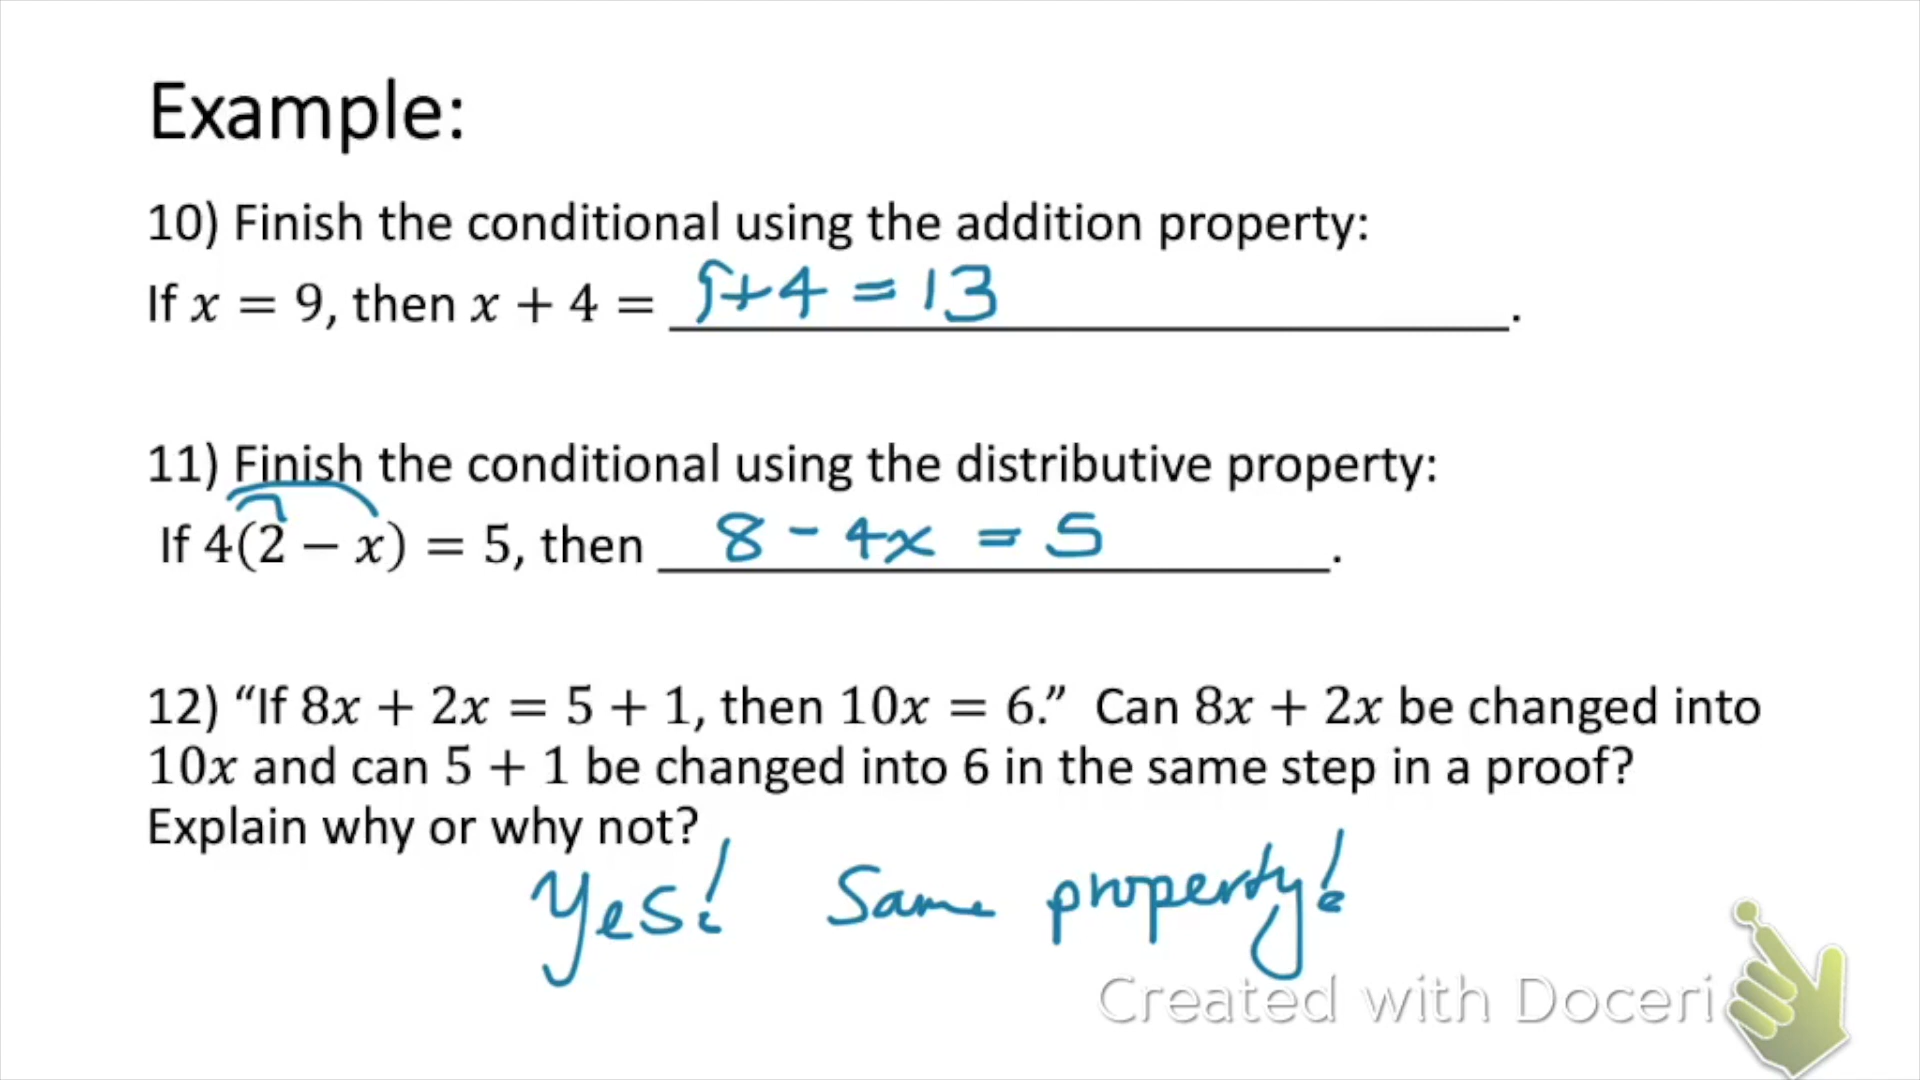 Example:
10) Finish the conditional using the addition property:
If x = 9, then x + 4 = 9+4 = 13.
11) Finish the conditional using the distributive property:
If 4(2 − x) = 5, then 8 - 4x = 5.
12) “If 8x + 2x = 5 + 1, then 10x = 6.” Can 8x + 2x be changed into
10x and can 5 + 1 be changed into 6 in the same step in a proof?
Explain why or why not?
Yes! Same property!
Created with Doceri